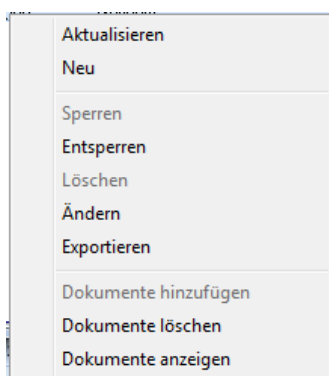 Aktualisieren
Neu
Sperren
Entsperren
Löschen
Ändern
Exportieren
Dokumente hinzufügen
Dokumente löschen
Dokumente anzeigen